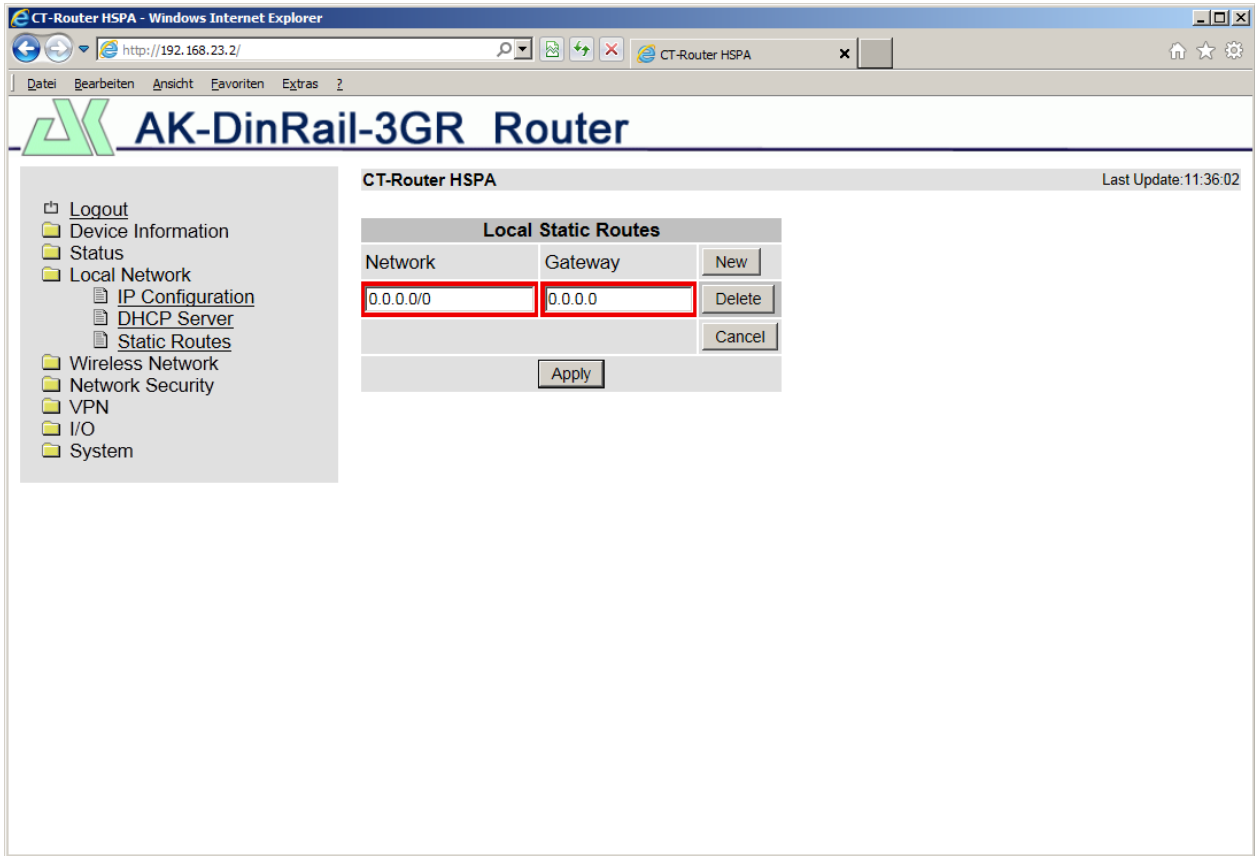 CT-Router HSPA - Windows Internet Explorer
http://192.168.23.2/
CT-Router HSPA
Datei Bearbeiten Ansicht Favoriten Extras ?
AK-DinRail-3GR Router
CT-Router HSPA
Last Update:11:36:02
Logout
Device Information
Status
Local Network
IP Configuration
DHCP Server
Static Routes
Wireless Network
Network Security
VPN
I/O
System
Local Static Routes
Network Gateway New
0.0.0.0/0 0.0.0.0 Delete
Cancel
Apply